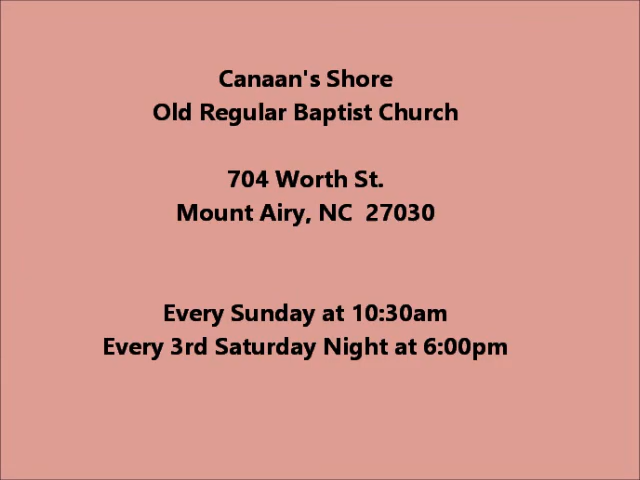 Canaan's Shore
Old Regular Baptist Church
704 Worth St.
Mount Airy, NC  27030
Every Sunday at 10:30am
Every 3rd Saturday Night at 6:00pm